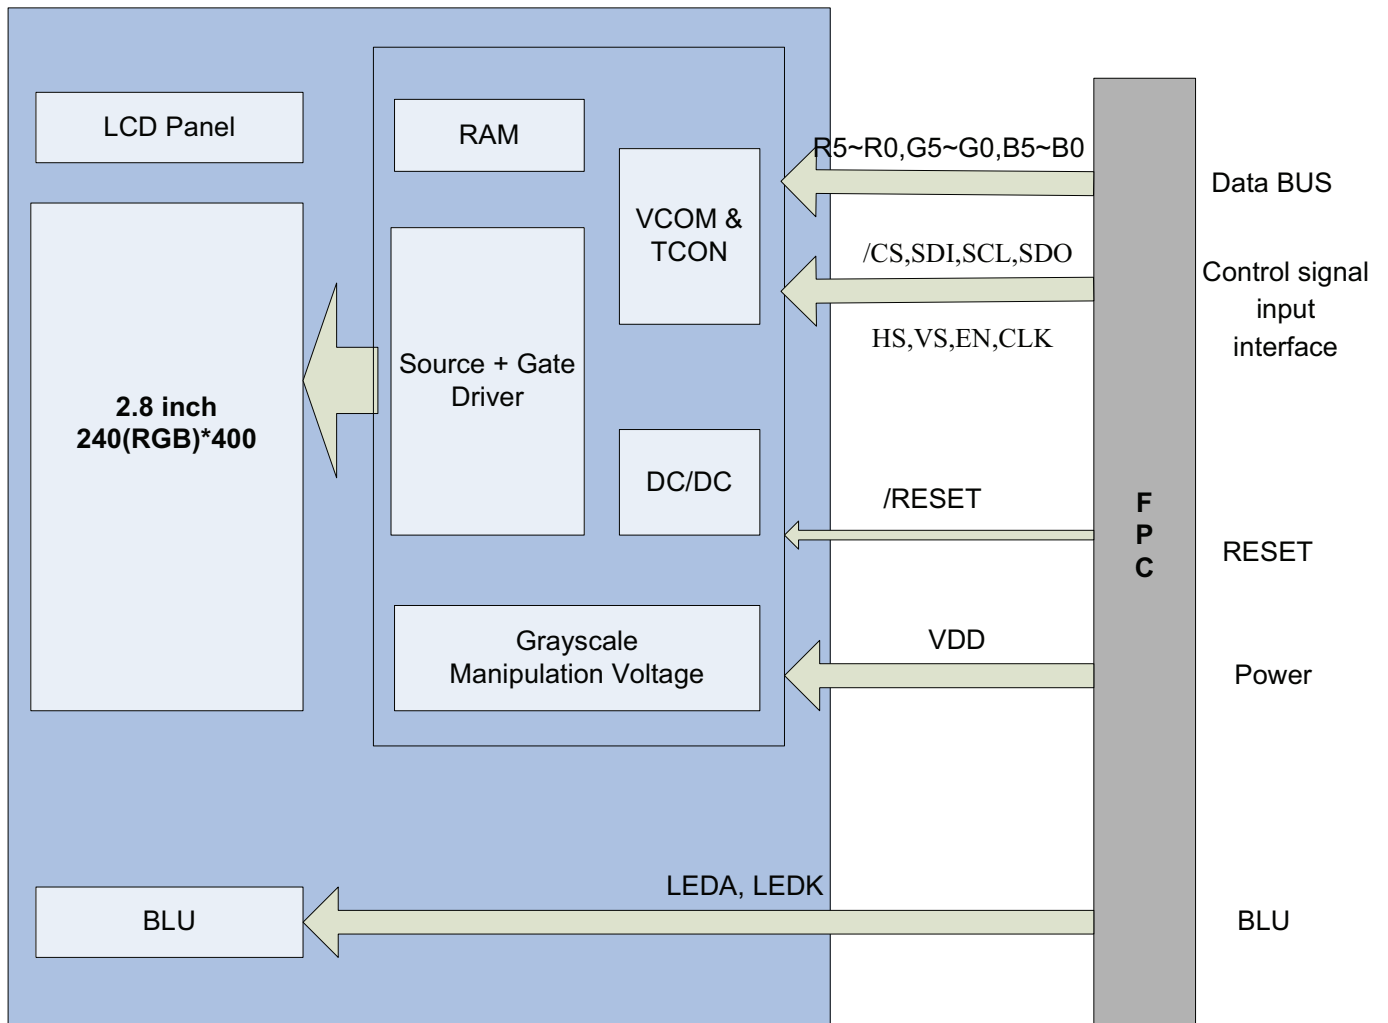 LCD Panel
RAM
R5~R0,G5~G0,B5~B0
Data BUS
VCOM &
TCON
/CS,SDI,SCL,SDO
Control signal
input
interface
HS,VS,EN,CLK
Source + Gate
Driver
2.8 inch
240(RGB)*400
DC/DC
/RESET
F
P
C
RESET
Grayscale
Manipulation Voltage
VDD
Power
LEDA, LEDK
BLU
BLU